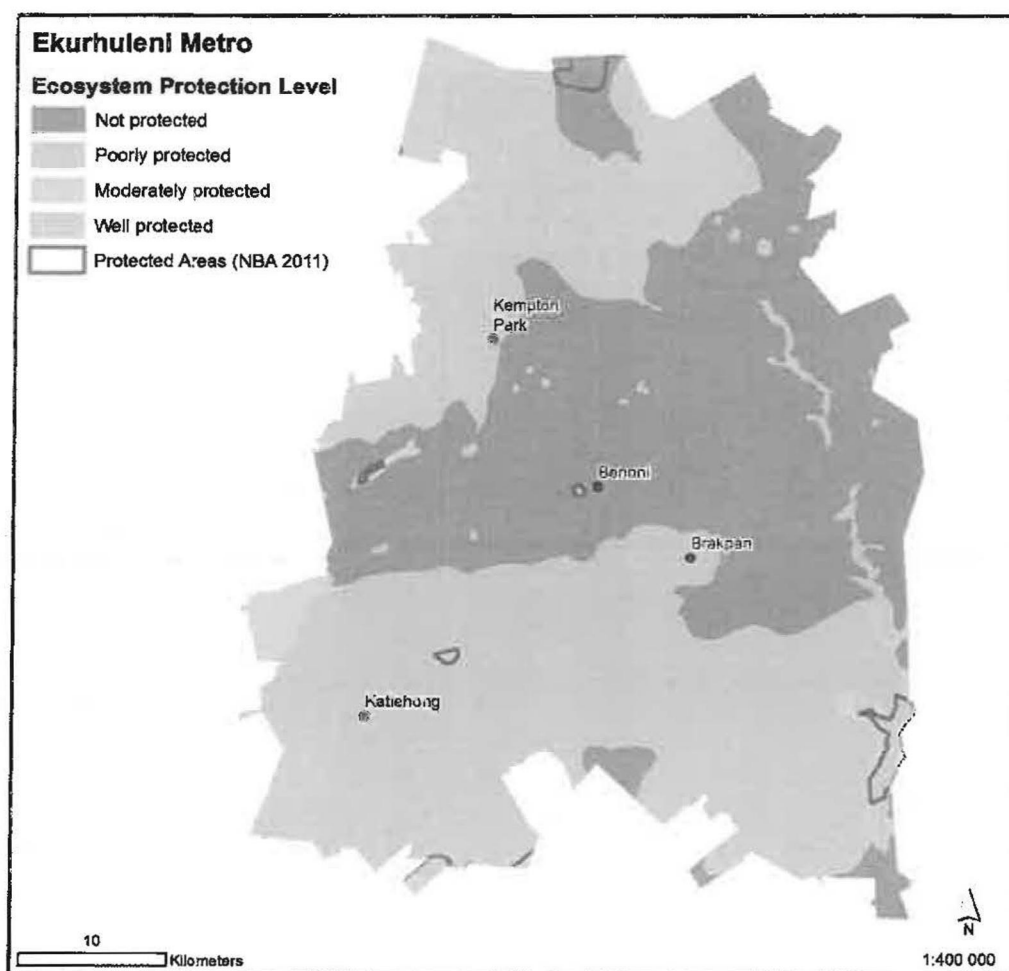 Ekurhuleni Metro
Ecosystem Protection Level
Not protected
Poorly protected
Moderately protected
Well protected
Protected Areas (NBA 2011)
Kempton
Park
Benoni
Brakpan
Katlehong
N
10
Kilometers
1:400 000